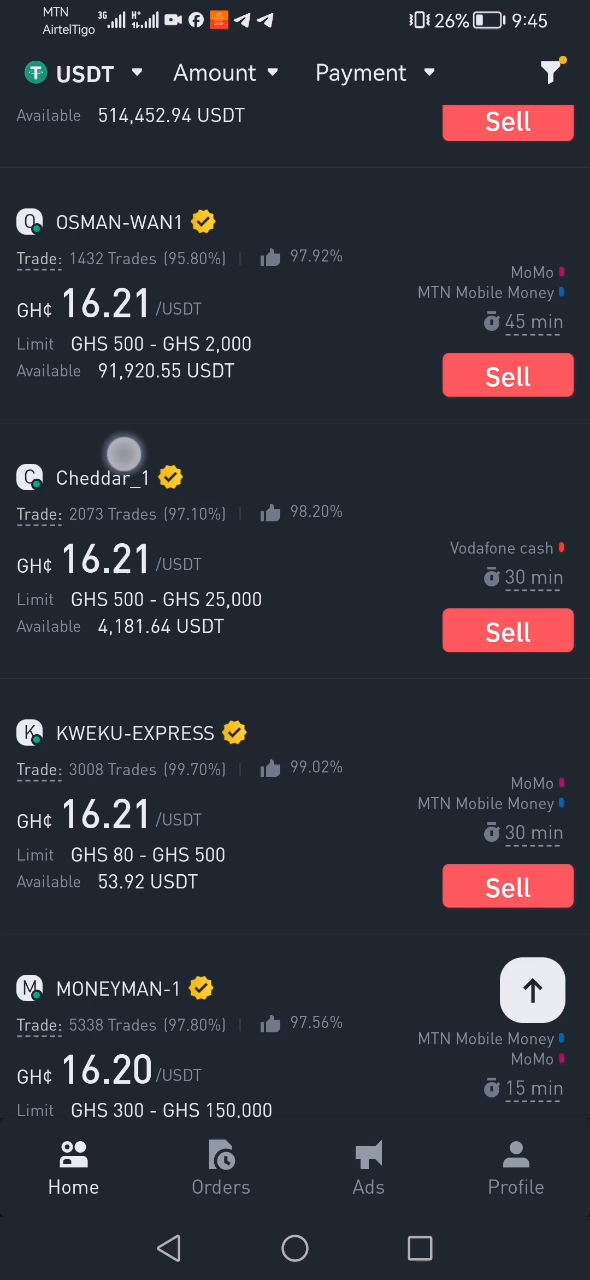 MTN
AirtelTigo
3G
H+
26%
9:45
USDT Amount Payment
Available 514,452.94 USDT
Sell
O OSMAN-WAN1
Trade: 1432 Trades (95.80%) | 97.92%
MoMo
MTN Mobile Money
GH¢ 16.21 /USDT
45 min
Limit GHS 500 - GHS 2,000
Available 91,920.55 USDT
Sell
C Cheddar_1
Trade: 2073 Trades (97.10%) | 98.20%
Vodafone cash
GH¢ 16.21 /USDT
30 min
Limit GHS 500 - GHS 25,000
Available 4,181.64 USDT
Sell
K KWEKU-EXPRESS
Trade: 3008 Trades (99.70%) | 99.02%
MoMo
MTN Mobile Money
GH¢ 16.21 /USDT
30 min
Limit GHS 80 - GHS 500
Available 53.92 USDT
Sell
M MONEYMAN-1
Trade: 5338 Trades (97.80%) | 97.56%
MTN Mobile Money
MoMo
GH¢ 16.20 /USDT
15 min
Limit GHS 300 - GHS 150,000
Home Orders Ads Profile